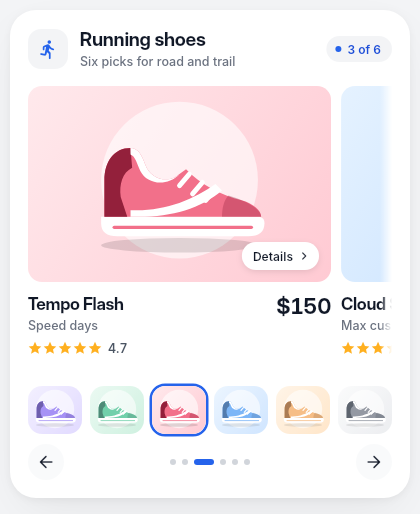 Running shoes
Six picks for road and trail
3 of 6
Details
Tempo Flash
$150
Speed days
4.7
Cloud
Max